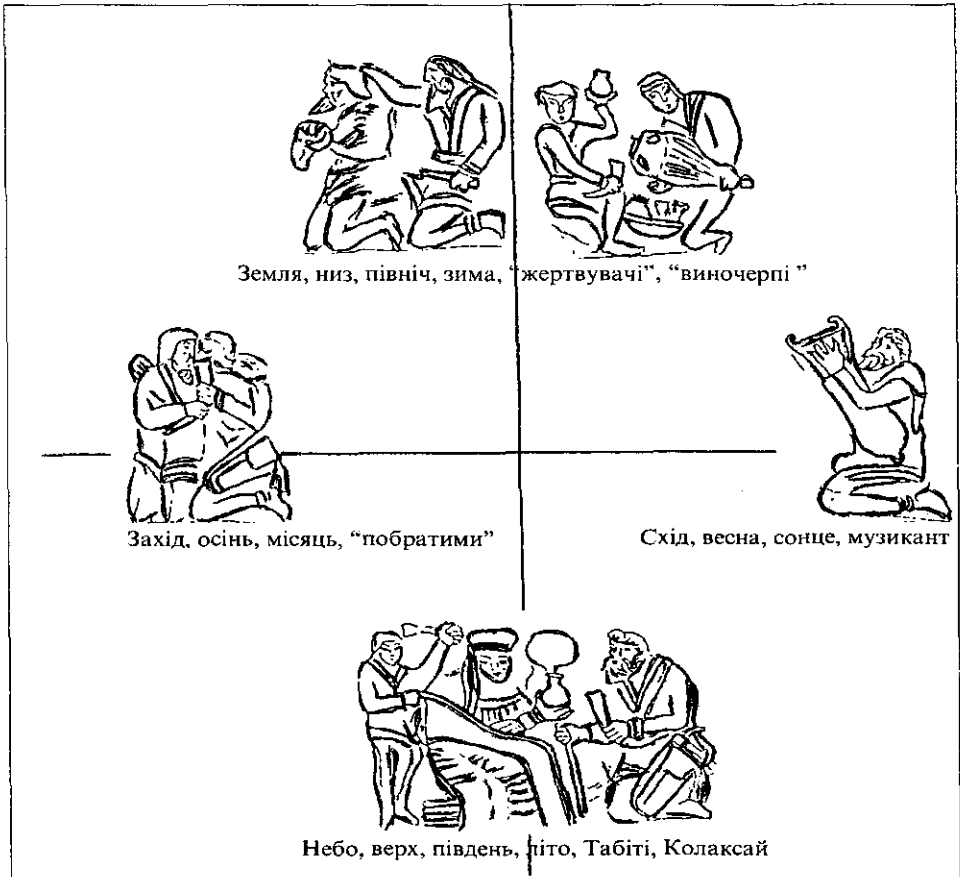 Земля, низ, північ, зима, “жертвувачі”, “виночерпі ”
Захід, осінь, місяць, “побратими”
Схід, весна, сонце, музикант
Небо, верх, південь, літо, Табіті, Колаксай